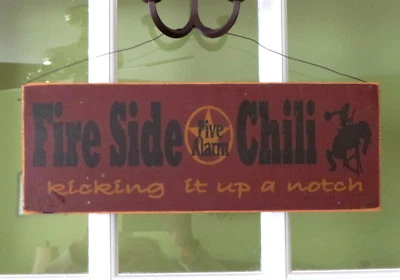 Fire Side Five Alarm Chili
kicking it up a notch